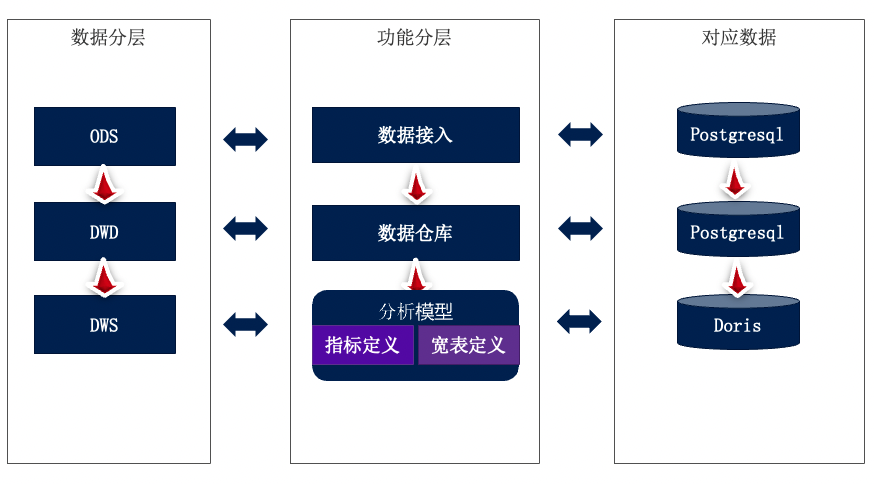 数据分层
功能分层
对应数据
ODS
数据接入
Postgresql
DWD
数据仓库
Postgresql
DWS
分析模型
指标定义
宽表定义
Doris